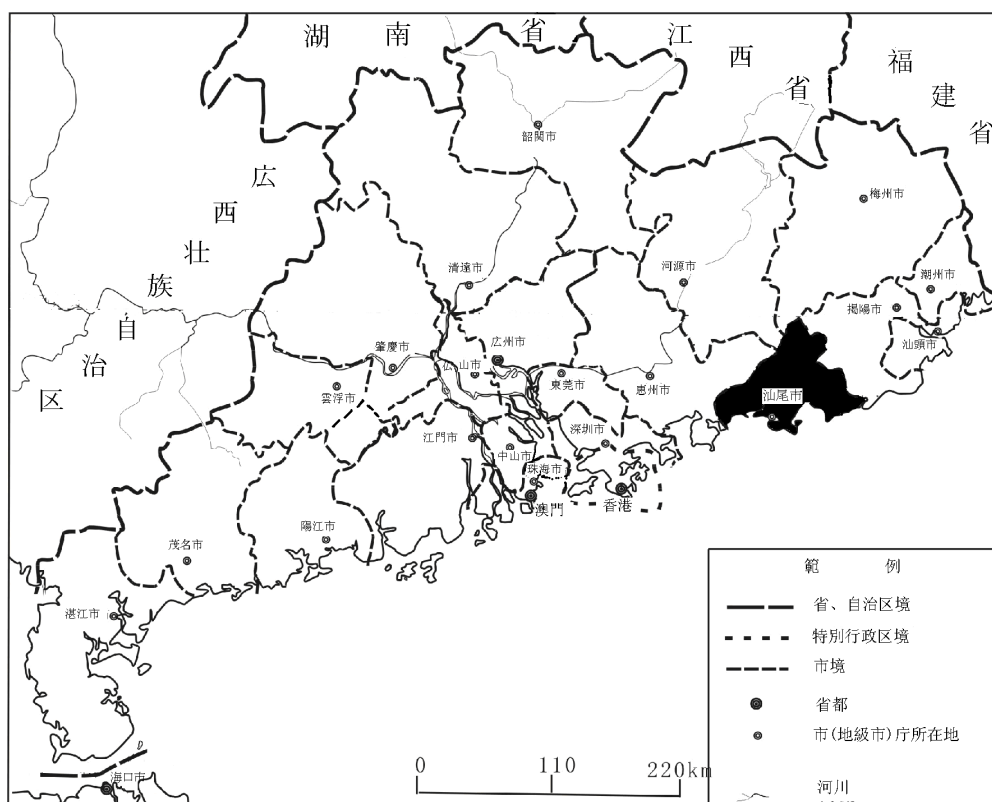 湖南省
江西省
福建省
広西壮族自治区
韶関市
梅州市
清遠市
河源市
潮州市
掲陽市
汕頭市
広州市
肇慶市
仏山市
東莞市
恵州市
雲浮市
汕尾市
江門市
深圳市
中山市
珠海市
澳門
香港
陽江市
茂名市
湛江市
海口市
範 例
省、自治区境
特別行政区境
市境
省都
市(地級市)庁所在地
河川
0 110 220km